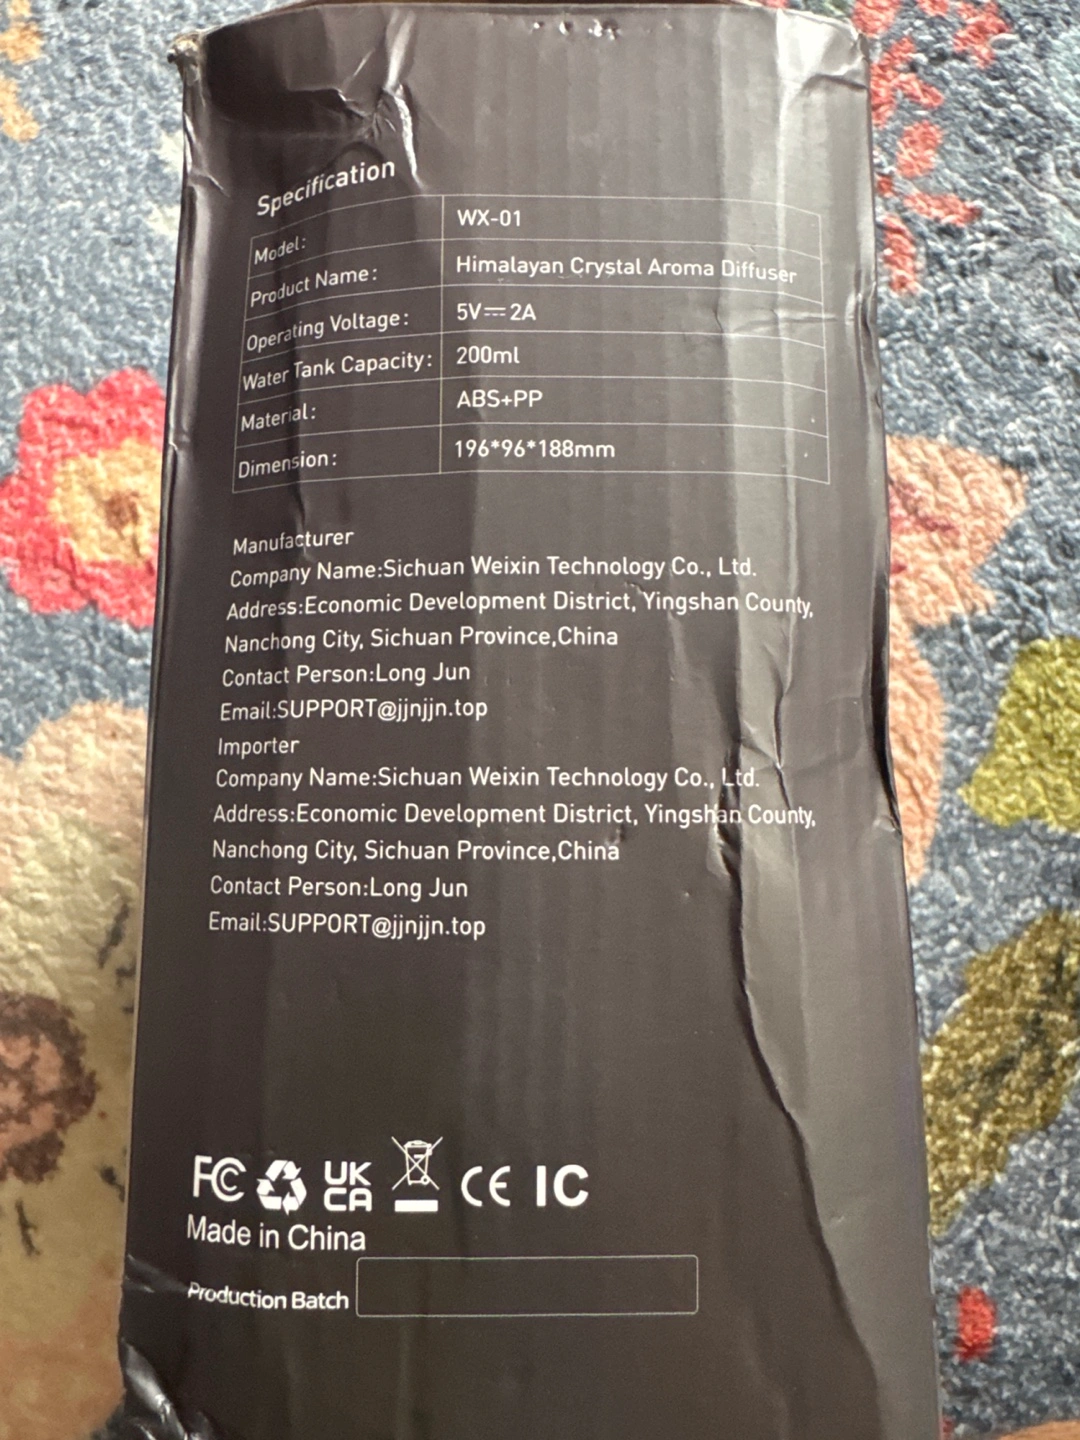 Specification
Model: WX-01
Product Name: Himalayan Crystal Aroma Diffuser
Operating Voltage: 5V⎓2A
Water Tank Capacity: 200ml
Material: ABS+PP
Dimension: 196*96*188mm
Manufacturer
Company Name:Sichuan Weixin Technology Co., Ltd.
Address:Economic Development District, Yingshan County,
Nanchong City, Sichuan Province,China
Contact Person:Long Jun
Email:SUPPORT@jjnjjn.top
Importer
Company Name:Sichuan Weixin Technology Co., Ltd.
Address:Economic Development District, Yingshan County,
Nanchong City, Sichuan Province,China
Contact Person:Long Jun
Email:SUPPORT@jjnjjn.top
FC UK CA CE IC
Made in China
Production Batch